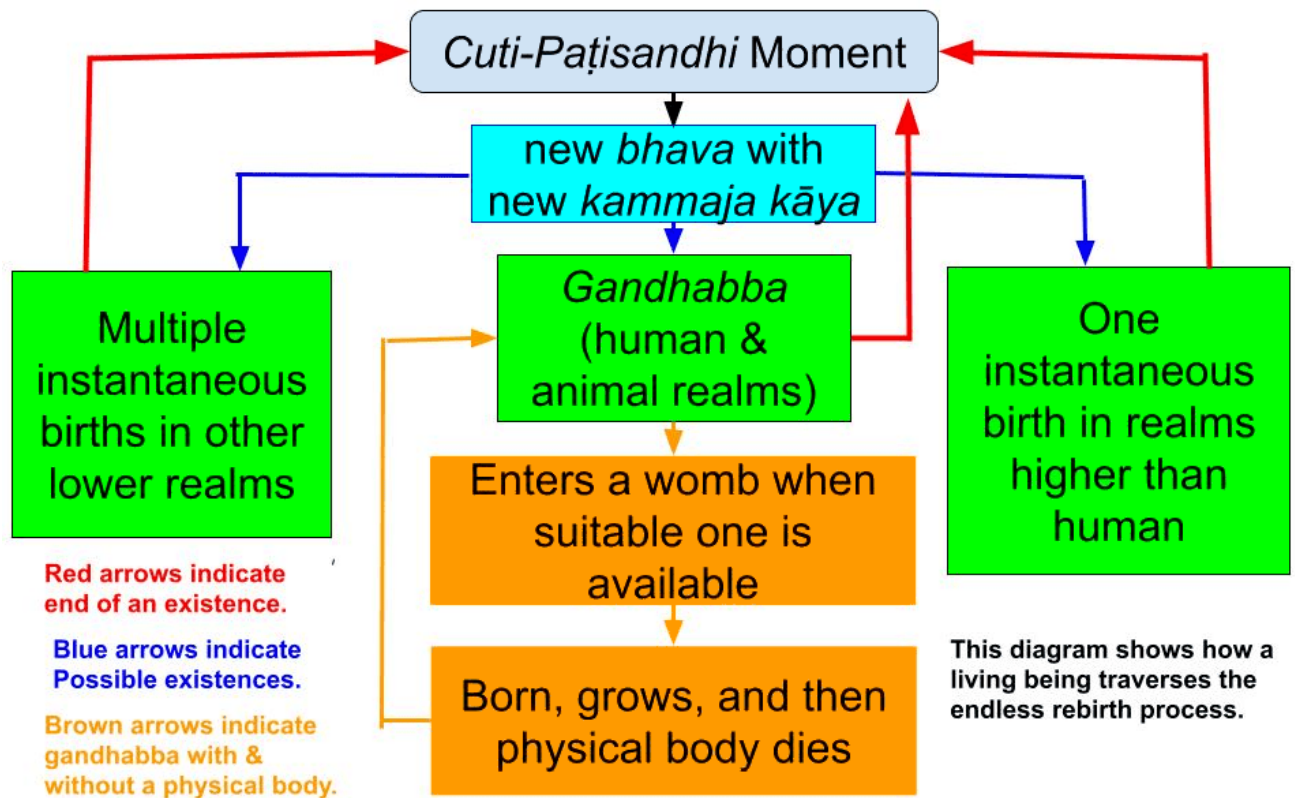 Cuti-Paṭisandhi Moment
new bhava with
new kammaja kāya
Multiple
instantaneous
births in other
lower realms
Gandhabba
(human &
animal realms)
One
instantaneous
birth in realms
higher than
human
Enters a womb when
suitable one is
available
Born, grows, and then
physical body dies
Red arrows indicate
end of an existence.
Blue arrows indicate
Possible existences.
Brown arrows indicate
gandhabba with &
without a physical body.
This diagram shows how a
living being traverses the
endless rebirth process.